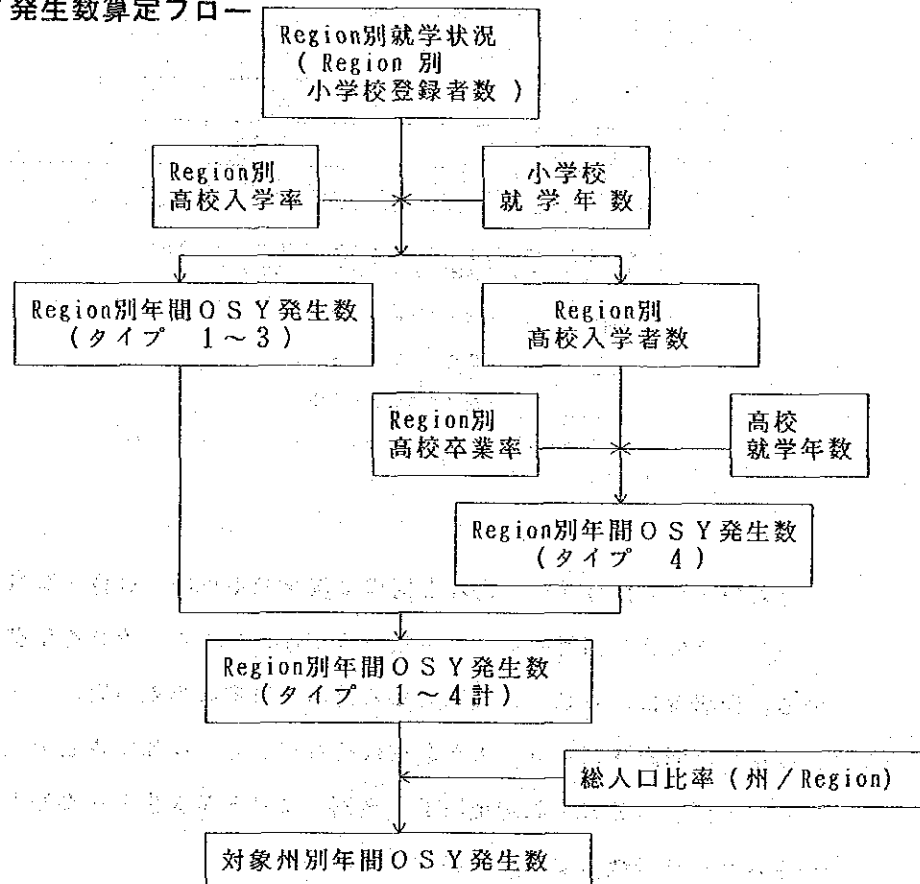 発生数算定フロー
Region別就学状況
( Region 別
小学校登録者数 )
Region別
高校入学率
小学校
就学年数
Region別年間OSY発生数
(タイプ 1~3)
Region別
高校入学者数
Region別
高校卒業率
高校
就学年数
Region別年間OSY発生数
(タイプ 4)
Region別年間OSY発生数
(タイプ 1~4計)
総人口比率(州/Region)
対象州別年間OSY発生数